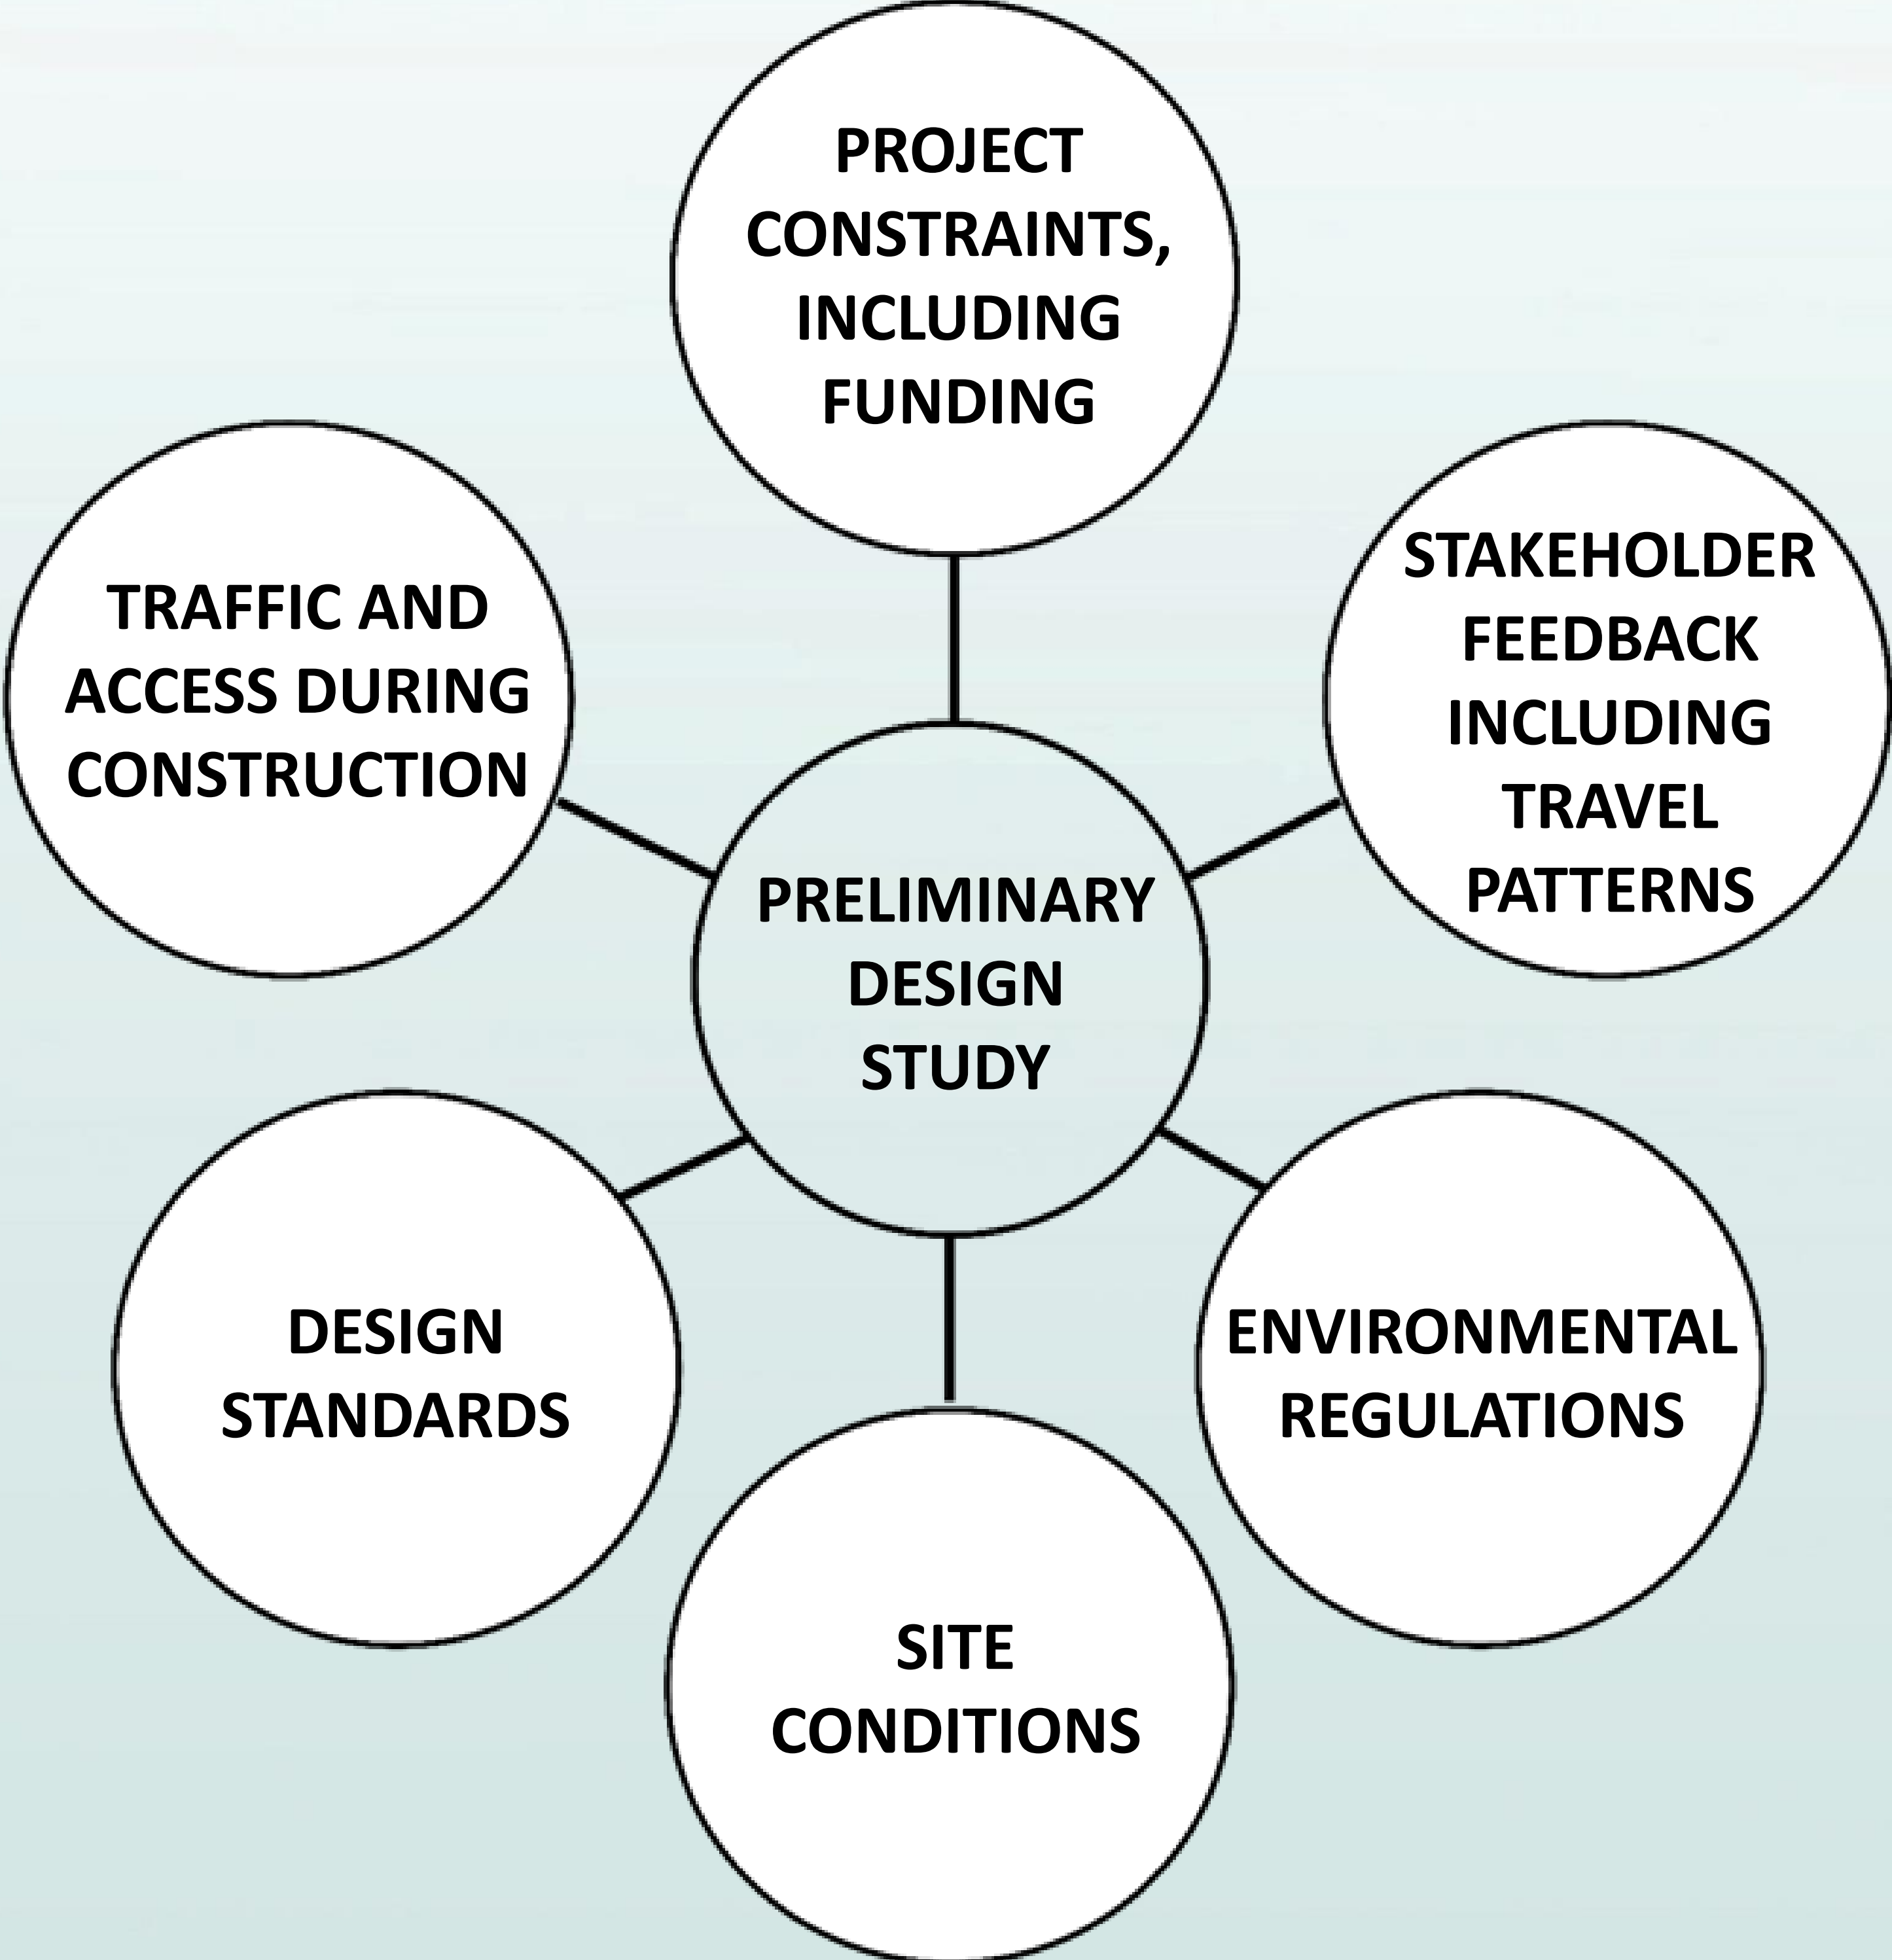 PROJECT
CONSTRAINTS,
INCLUDING
FUNDING
TRAFFIC AND
ACCESS DURING
CONSTRUCTION
STAKEHOLDER
FEEDBACK
INCLUDING
TRAVEL
PATTERNS
PRELIMINARY
DESIGN
STUDY
DESIGN
STANDARDS
ENVIRONMENTAL
REGULATIONS
SITE
CONDITIONS